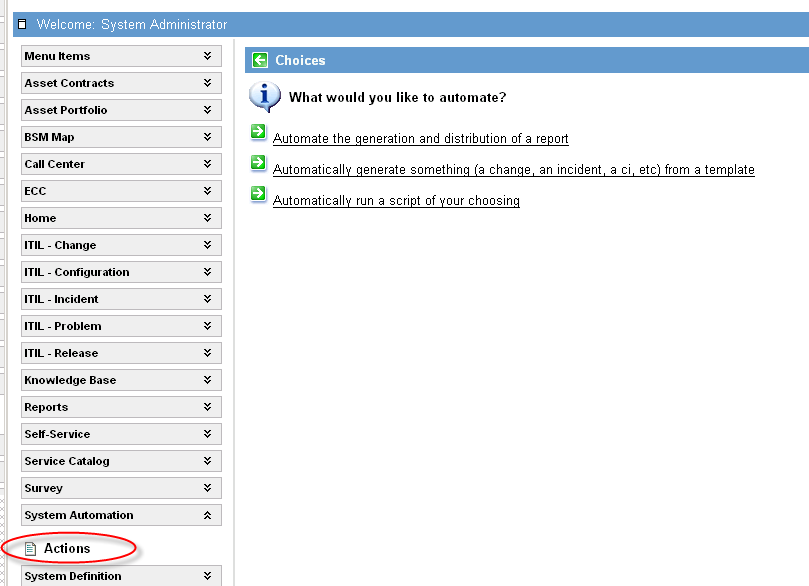 Welcome: System Administrator
Menu Items
Asset Contracts
Asset Portfolio
BSM Map
Call Center
ECC
Home
ITIL - Change
ITIL - Configuration
ITIL - Incident
ITIL - Problem
ITIL - Release
Knowledge Base
Reports
Self-Service
Service Catalog
Survey
System Automation
Actions
System Definition
Choices
What would you like to automate?
Automate the generation and distribution of a report
Automatically generate something (a change, an incident, a ci, etc) from a template
Automatically run a script of your choosing